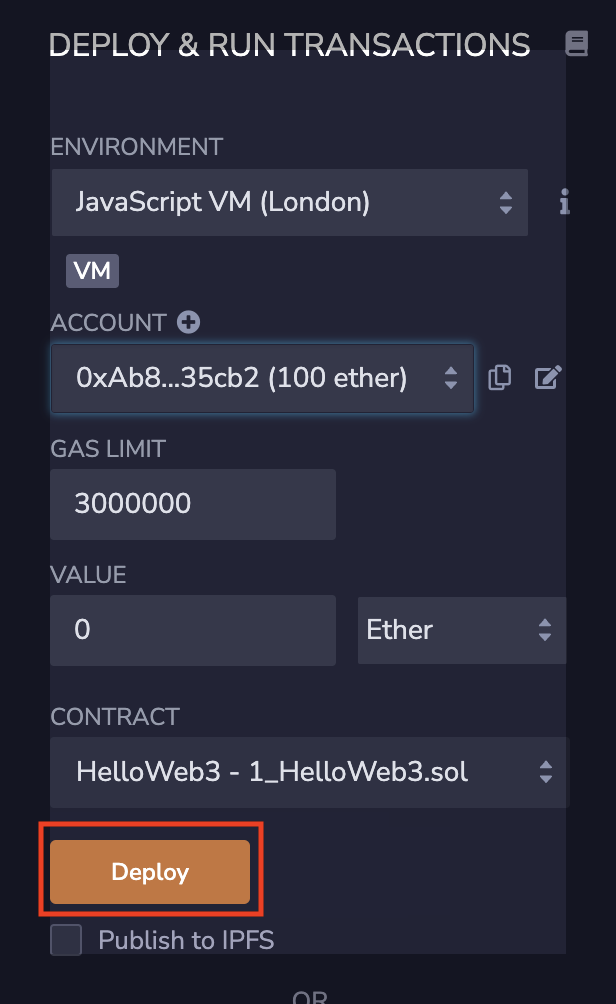 DEPLOY & RUN TRANSACTIONS
ENVIRONMENT
JavaScript VM (London)
VM
ACCOUNT
0xAb8...35cb2 (100 ether)
GAS LIMIT
3000000
VALUE
0 Ether
CONTRACT
HelloWeb3 - 1_HelloWeb3.sol
Deploy
Publish to IPFS
OR